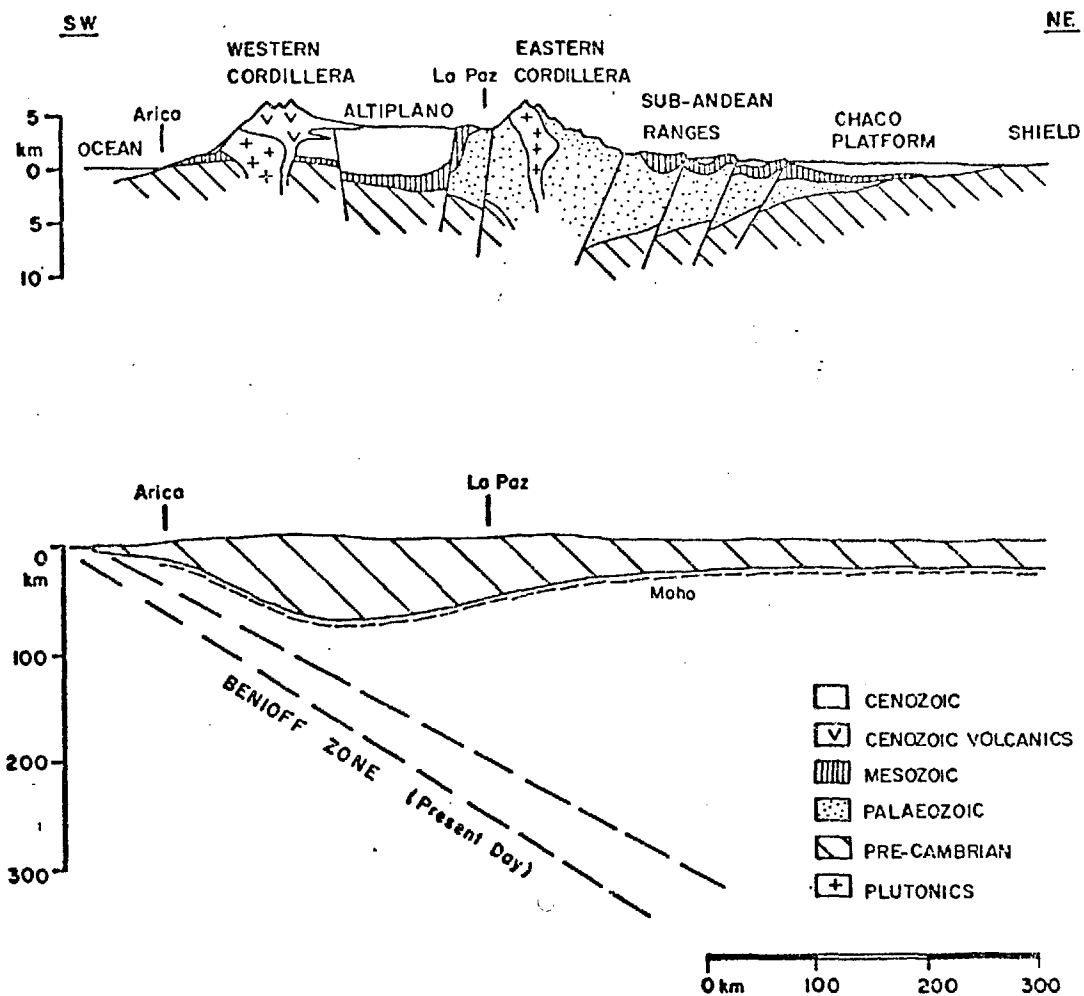 SW
NE
WESTERN
CORDILLERA
La Paz
EASTERN
CORDILLERA
Arica
ALTIPLANO
SUB-ANDEAN
RANGES
CHACO
PLATFORM
SHIELD
OCEAN
5
km
0
5
10
Arica
La Paz
0
km
100
200
300
Moho
BENIOFF ZONE (Present Day)
CENOZOIC
V CENOZOIC VOLCANICS
MESOZOIC
PALAEOZOIC
PRE-CAMBRIAN
+ PLUTONICS
0 km 100 200 300